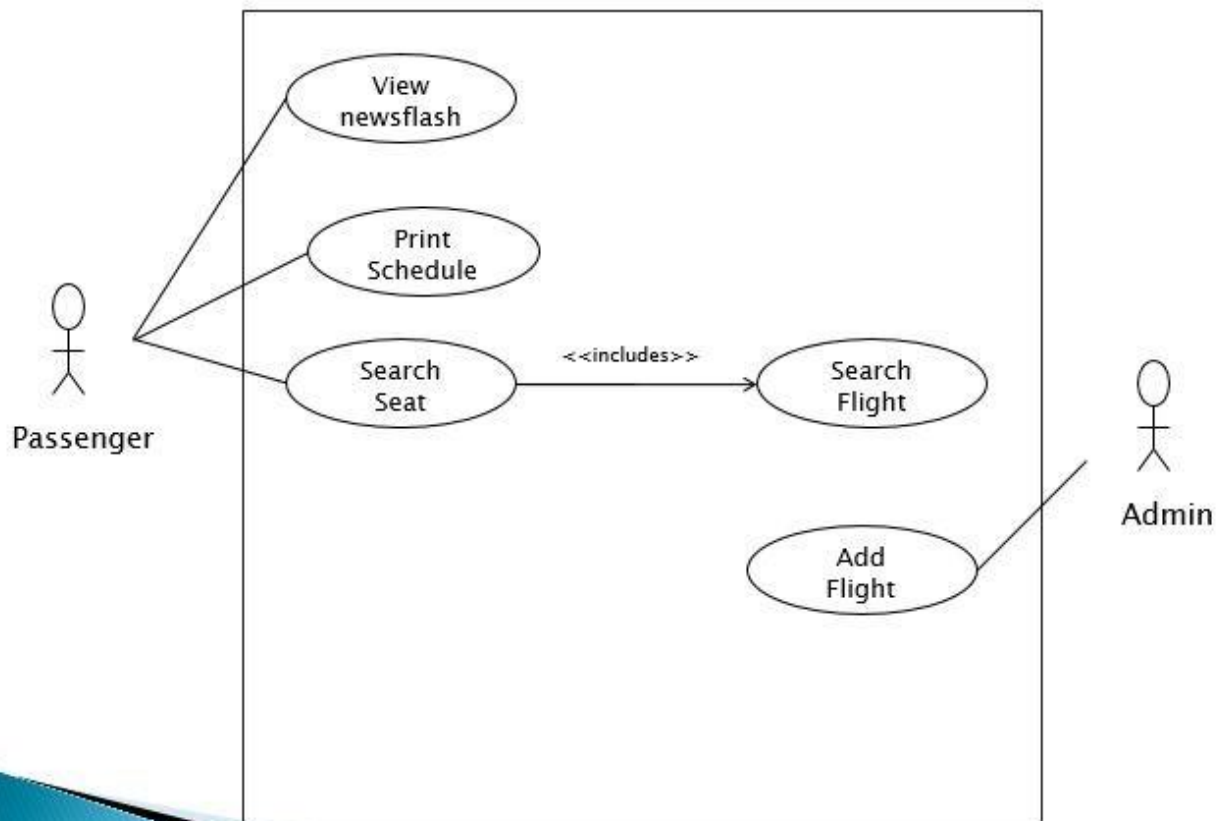 View
newsflash
Print
Schedule
Search
Seat
<<includes>>
Search
Flight
Passenger
Admin
Add
Flight